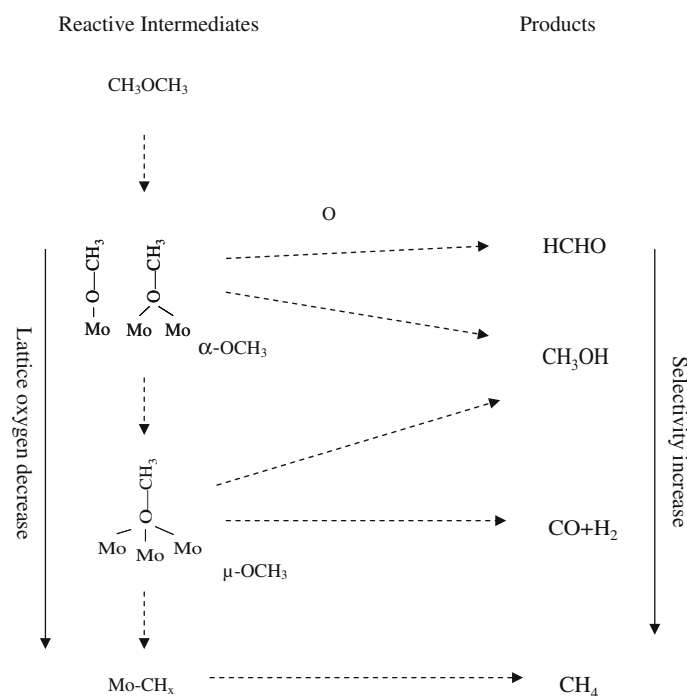 Reactive Intermediates
Products
CH₃OCH₃
O
HCHO
CH₃
O
Mo
CH₃
O
Mo Mo
α-OCH₃
CH₃OH
Lattice oxygen decrease
Selectivity increase
CH₃
O
Mo Mo Mo
μ-OCH₃
CO+H₂
Mo-CHₓ
CH₄